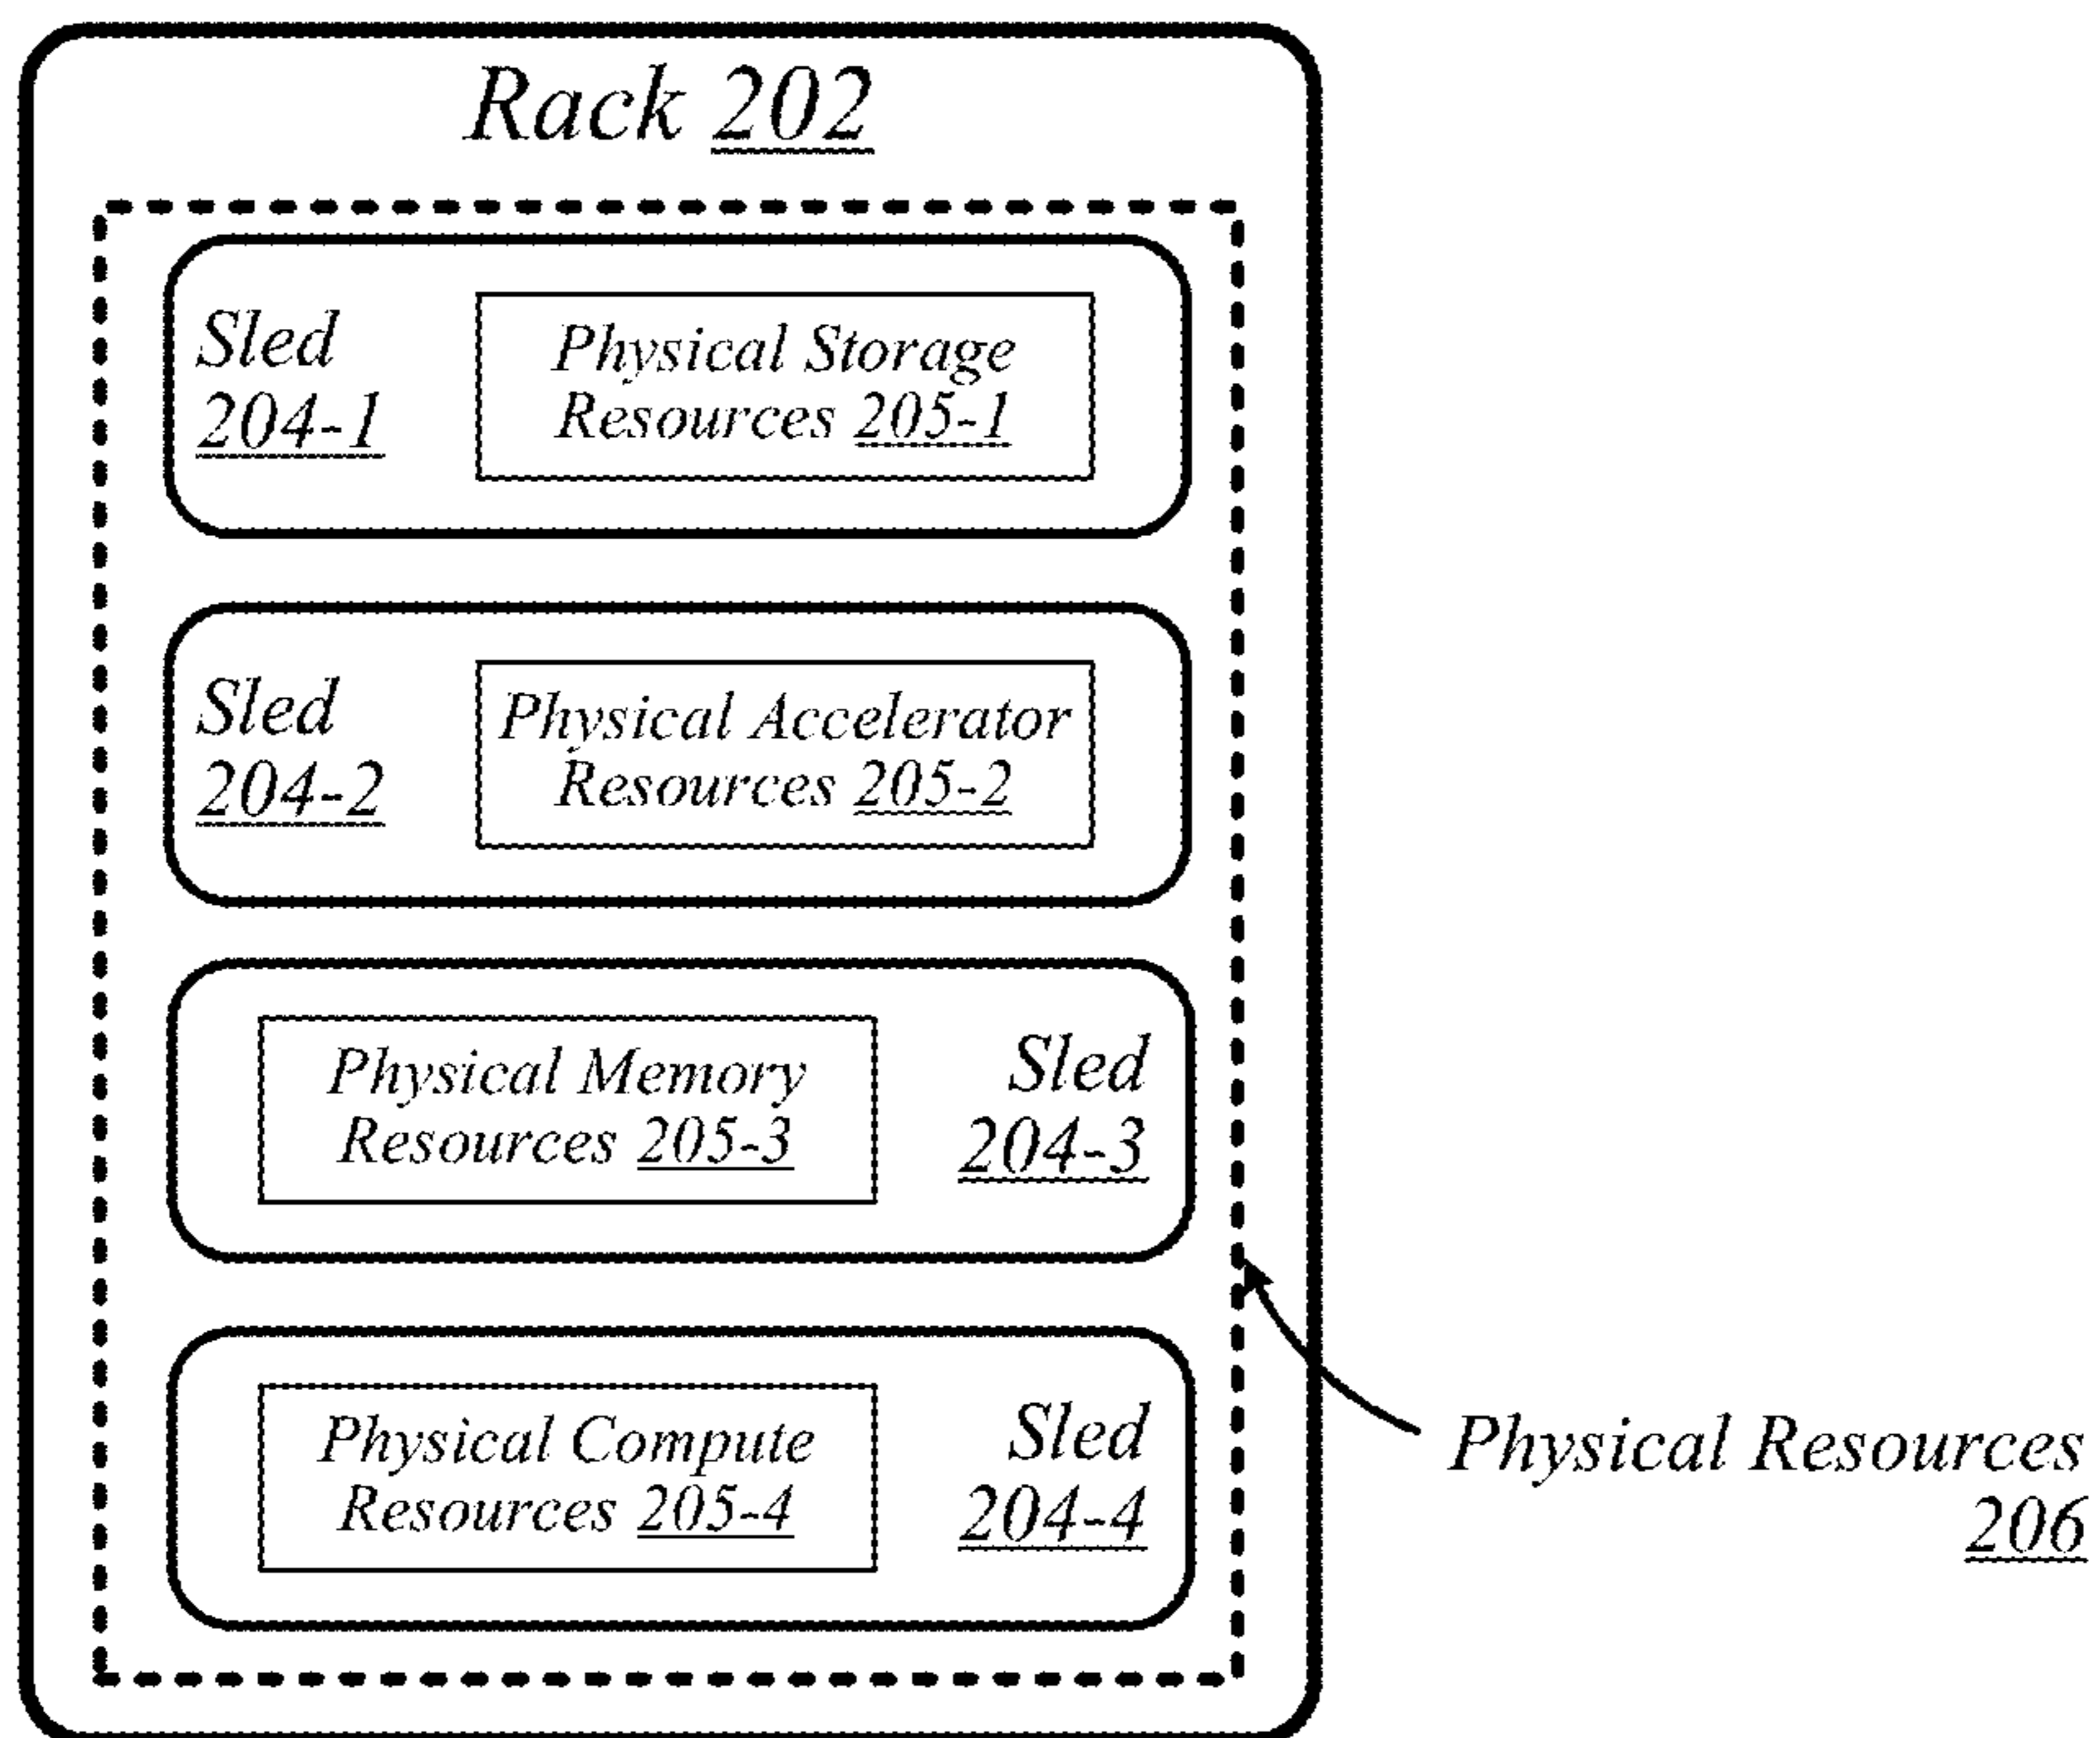 Rack 202
Sled
204-1
Physical Storage
Resources 205-1
Sled
204-2
Physical Accelerator
Resources 205-2
Physical Memory
Resources 205-3
Sled
204-3
Physical Compute
Resources 205-4
Sled
204-4
Physical Resources
206